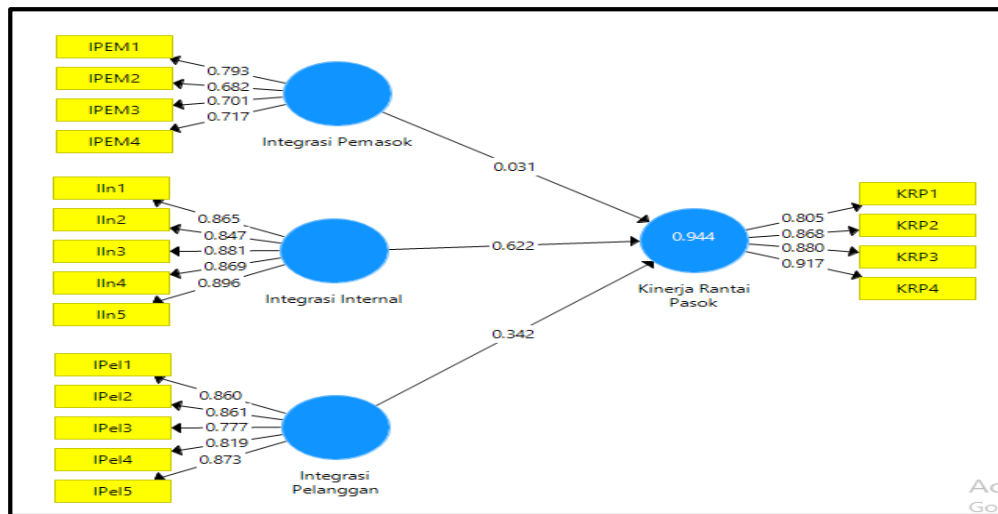 IPEM1
IPEM2
IPEM3
IPEM4
0.793
0.682
0.701
0.717
Integrasi Pemasok
0.031
IIn1
IIn2
IIn3
IIn4
IIn5
0.865
0.847
0.881
0.869
0.896
Integrasi Internal
0.622
0.944
Kinerja Rantai
Pasok
0.805
0.868
0.880
0.917
KRP1
KRP2
KRP3
KRP4
0.342
IPel1
IPel2
IPel3
IPel4
IPel5
0.860
0.861
0.777
0.819
0.873
Integrasi
Pelanggan
Ac
Go